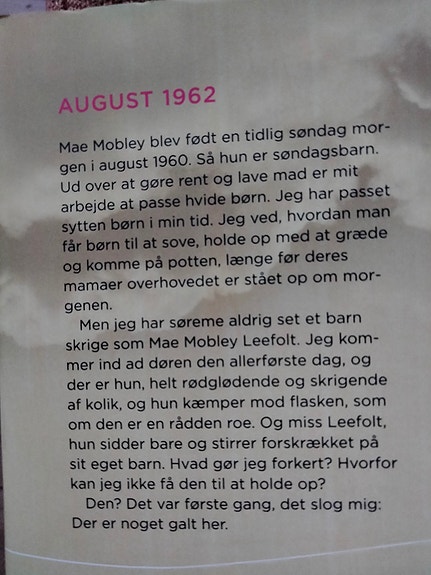 AUGUST 1962
Mae Mobley blev født en tidlig søndag mor-
gen i august 1960. Så hun er søndagsbarn.
Ud over at gøre rent og lave mad er mit
arbejde at passe hvide børn. Jeg har passet
sytten børn i min tid. Jeg ved, hvordan man
får børn til at sove, holde op med at græde
og komme på potten, længe før deres
mamaer overhovedet er stået op om mor-
genen.
Men jeg har søreme aldrig set et barn
skrige som Mae Mobley Leefolt. Jeg kom-
mer ind ad døren den allerførste dag, og
der er hun, helt rødglødende og skrigende
af kolik, og hun kæmper mod flasken, som
om den er en rådden roe. Og miss Leefolt,
hun sidder bare og stirrer forskrækket på
sit eget barn. Hvad gør jeg forkert? Hvorfor
kan jeg ikke få den til at holde op?
Den? Det var første gang, det slog mig:
Der er noget galt her.